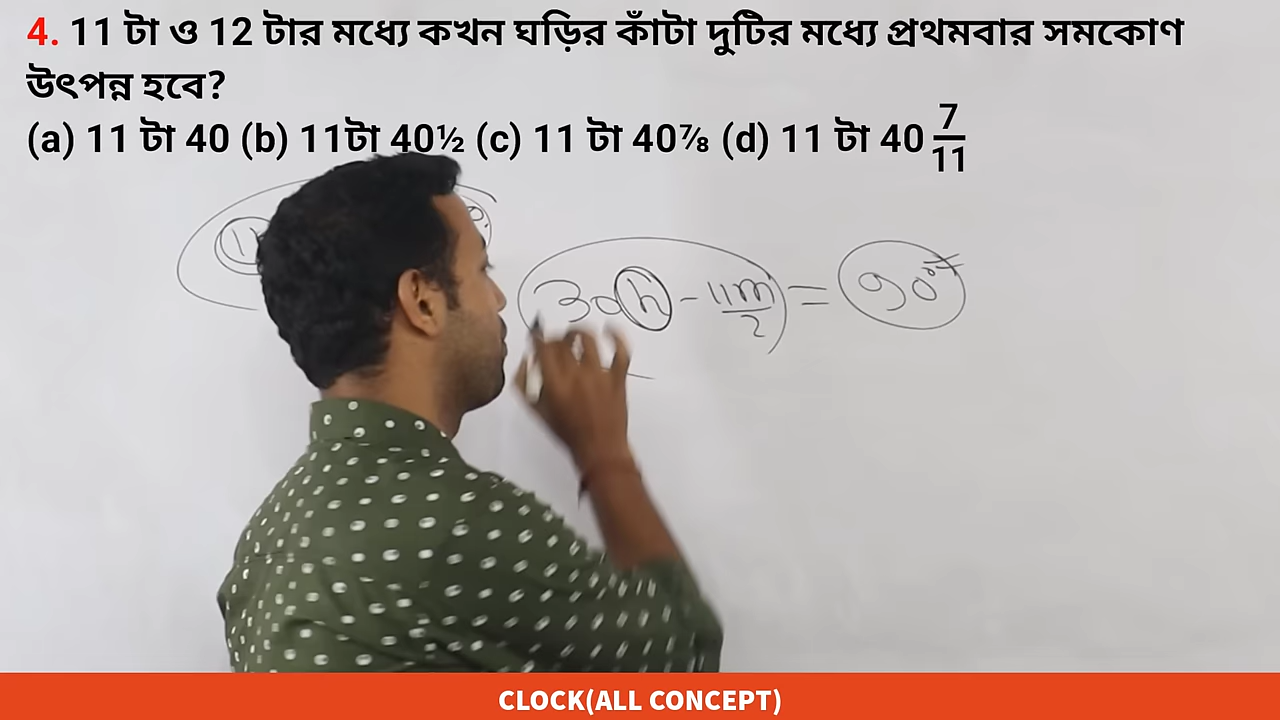 4. 11 টা ও 12 টার মধ্যে কখন ঘড়ির কাঁটা দুটির মধ্যে প্রথমবার সমকোণ
উৎপন্ন হবে?
(a) 11 টা 40 (b) 11টা 40½ (c) 11 টা 40⅞ (d) 11 টা 40 7/11
30h - 11m/2 = 90°
CLOCK(ALL CONCEPT)